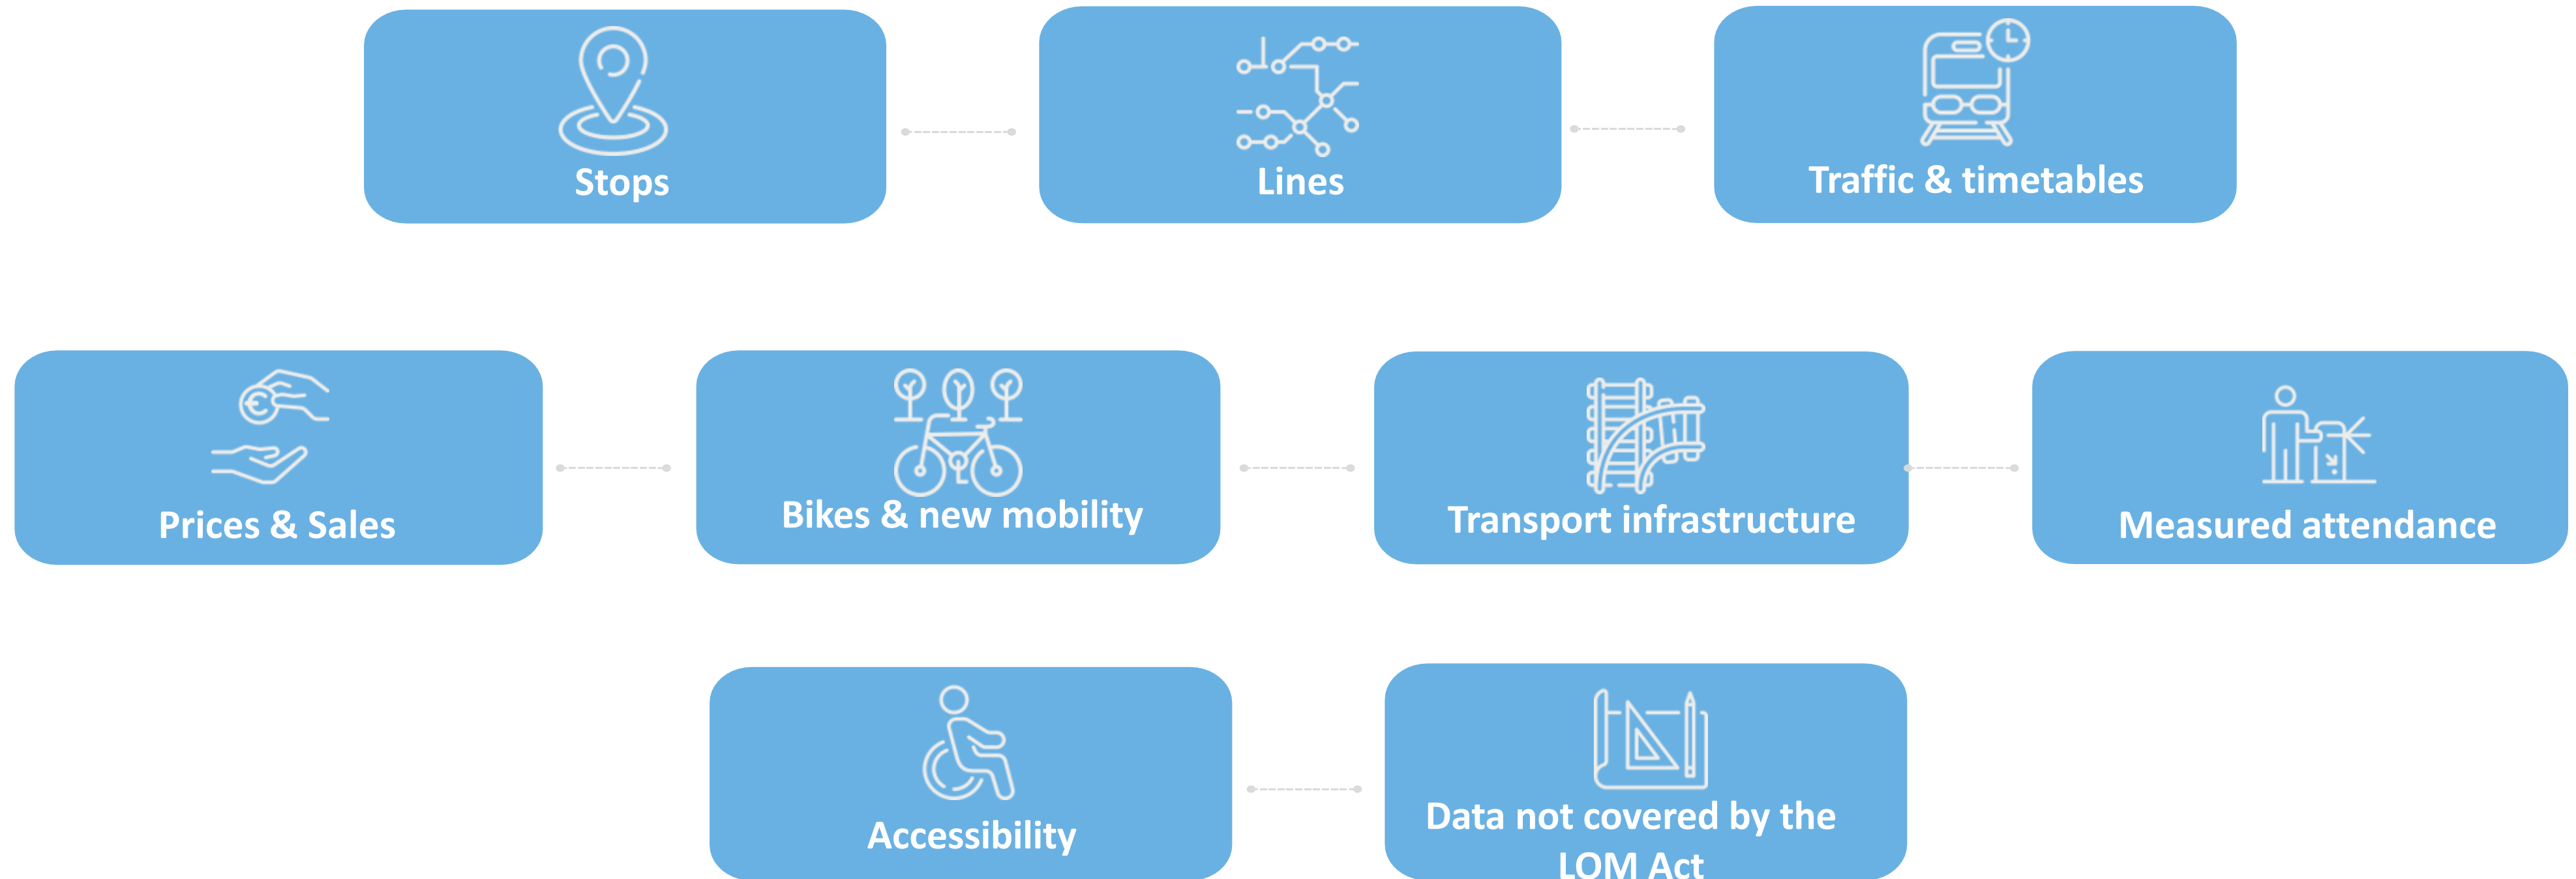 Stops
Lines
Traffic & timetables
Prices & Sales
Bikes & new mobility
Transport infrastructure
Measured attendance
Accessibility
Data not covered by the
LOM Act